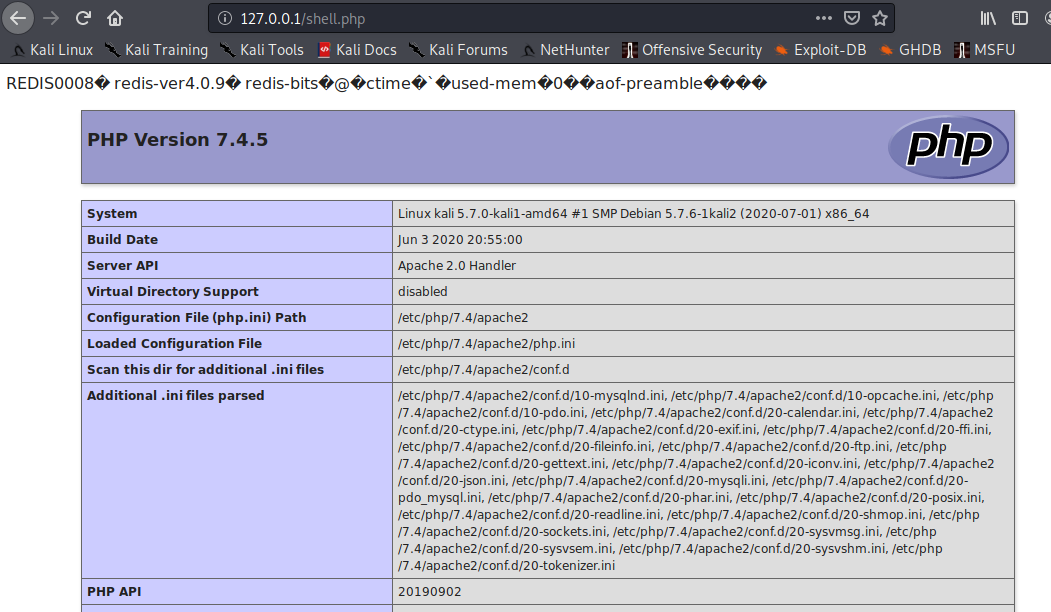 127.0.0.1/shell.php
Kali Linux Kali Training Kali Tools Kali Docs Kali Forums NetHunter Offensive Security Exploit-DB GHDB MSFU
REDIS0008� redis-ver4.0.9� redis-bits�@�ctime�`�used-mem�0��aof-preamble����
PHP Version 7.4.5
php
System Linux kali 5.7.0-kali1-amd64 #1 SMP Debian 5.7.6-1kali2 (2020-07-01) x86_64
Build Date Jun 3 2020 20:55:00
Server API Apache 2.0 Handler
Virtual Directory Support disabled
Configuration File (php.ini) Path /etc/php/7.4/apache2
Loaded Configuration File /etc/php/7.4/apache2/php.ini
Scan this dir for additional .ini files /etc/php/7.4/apache2/conf.d
Additional .ini files parsed /etc/php/7.4/apache2/conf.d/10-mysqlnd.ini, /etc/php/7.4/apache2/conf.d/10-opcache.ini, /etc/php
/7.4/apache2/conf.d/10-pdo.ini, /etc/php/7.4/apache2/conf.d/20-calendar.ini, /etc/php/7.4/apache2
/conf.d/20-ctype.ini, /etc/php/7.4/apache2/conf.d/20-exif.ini, /etc/php/7.4/apache2/conf.d/20-ffi.ini,
/etc/php/7.4/apache2/conf.d/20-fileinfo.ini, /etc/php/7.4/apache2/conf.d/20-ftp.ini, /etc/php
/7.4/apache2/conf.d/20-gettext.ini, /etc/php/7.4/apache2/conf.d/20-iconv.ini, /etc/php/7.4/apache2
/conf.d/20-json.ini, /etc/php/7.4/apache2/conf.d/20-mysqli.ini, /etc/php/7.4/apache2/conf.d/20-
pdo_mysql.ini, /etc/php/7.4/apache2/conf.d/20-phar.ini, /etc/php/7.4/apache2/conf.d/20-posix.ini,
/etc/php/7.4/apache2/conf.d/20-readline.ini, /etc/php/7.4/apache2/conf.d/20-shmop.ini, /etc/php
/7.4/apache2/conf.d/20-sockets.ini, /etc/php/7.4/apache2/conf.d/20-sysvmsg.ini, /etc/php
/7.4/apache2/conf.d/20-sysvsem.ini, /etc/php/7.4/apache2/conf.d/20-sysvshm.ini, /etc/php
/7.4/apache2/conf.d/20-tokenizer.ini
PHP API 20190902